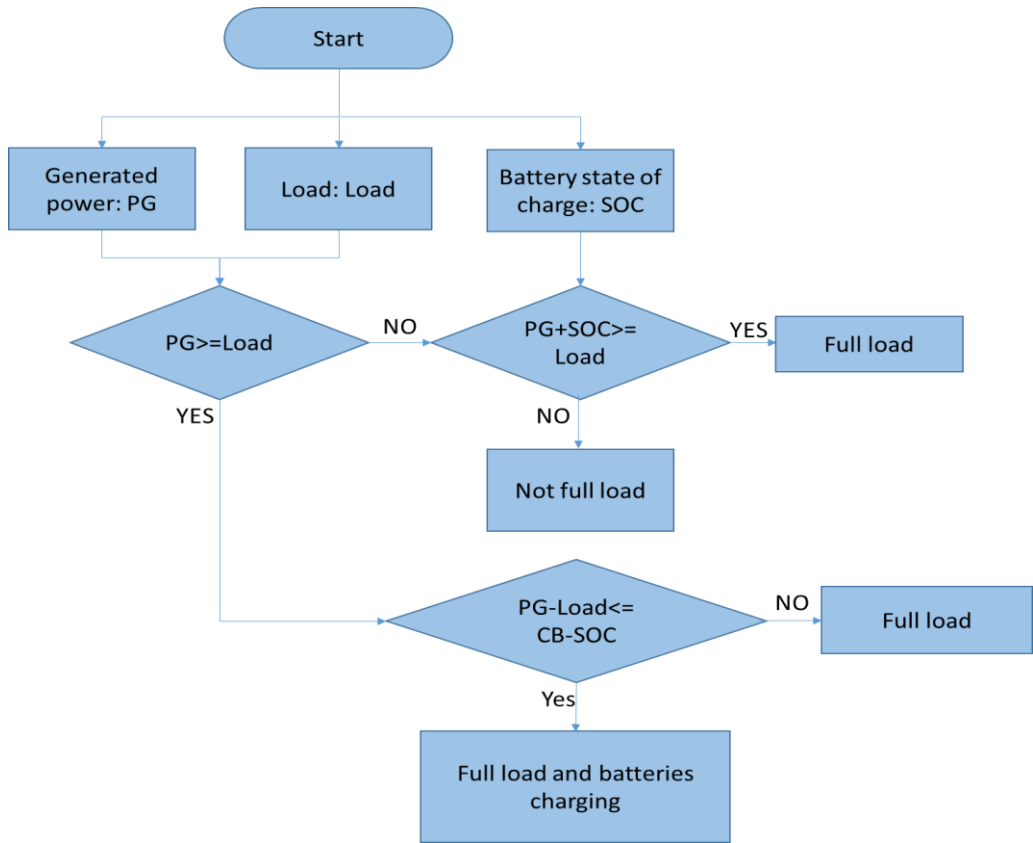 Start
Generated
power: PG
Load: Load
Battery state
of charge: SOC
PG>=Load
NO
PG+SOC>=
Load
YES
Full load
YES
NO
Not full load
PG-Load<=
CB-SOC
NO
Full load
Yes
Full load and batteries
charging